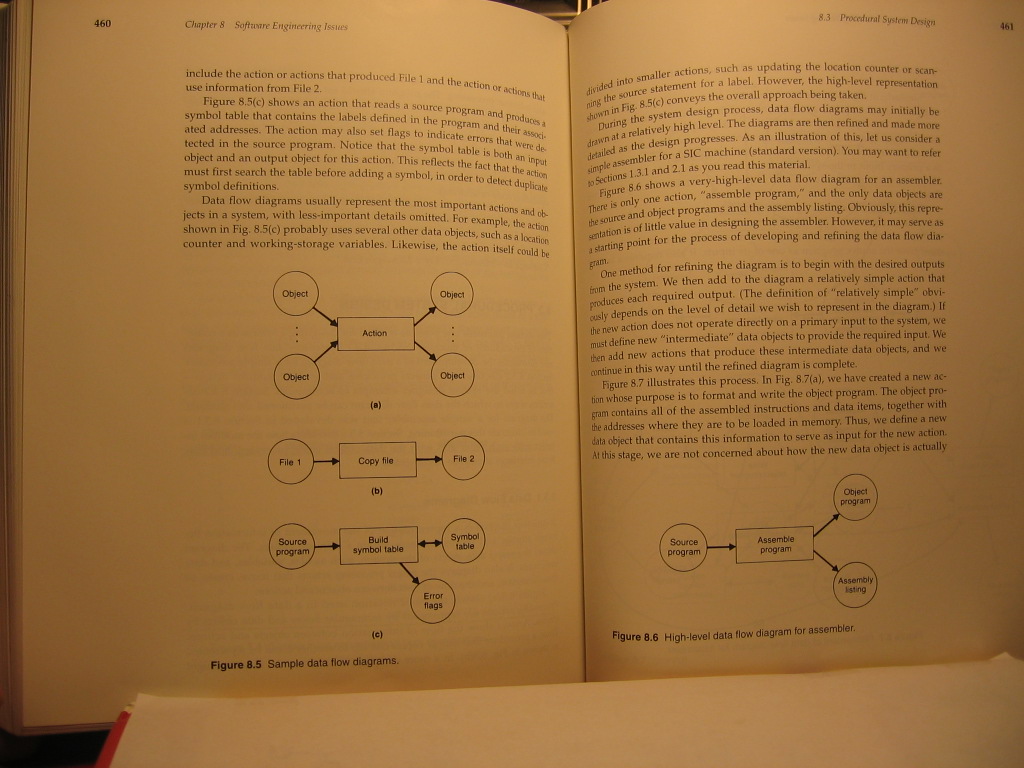 460
Chapter 8 Software Engineering Issues
include the action or actions that produced File 1 and the action or actions that
use information from File 2.
Figure 8.5(c) shows an action that reads a source program and produces a
symbol table that contains the labels defined in the program and their associ-
ated addresses. The action may also set flags to indicate errors that were de-
tected in the source program. Notice that the symbol table is both an input
object and an output object for this action. This reflects the fact that the action
must first search the table before adding a symbol, in order to detect duplicate
symbol definitions.
Data flow diagrams usually represent the most important actions and ob-
jects in a system, with less-important details omitted. For example, the action
shown in Fig. 8.5(c) probably uses several other data objects, such as a location
counter and working-storage variables. Likewise, the action itself could be
Object
Object
Action
Object
Object
(a)
File 1
Copy file
File 2
(b)
Source
program
Build
symbol table
Symbol
table
Error
flags
(c)
Figure 8.5 Sample data flow diagrams.
8.3 Procedural System Design
461
divided into smaller actions, such as updating the location counter or scan-
ning the source statement for a label. However, the high-level representation
shown in Fig. 8.5(c) conveys the overall approach being taken.
During the system design process, data flow diagrams may initially be
drawn at a relatively high level. The diagrams are then refined and made more
detailed as the design progresses. As an illustration of this, let us consider a
simple assembler for a SIC machine (standard version). You may want to refer
to Sections 1.3.1 and 2.1 as you read this material.
Figure 8.6 shows a very-high-level data flow diagram for an assembler.
There is only one action, "assemble program," and the only data objects are
the source and object programs and the assembly listing. Obviously, this repre-
sentation is of little value in designing the assembler. However, it may serve as
a starting point for the process of developing and refining the data flow dia-
gram.
One method for refining the diagram is to begin with the desired outputs
from the system. We then add to the diagram a relatively simple action that
produces each required output. (The definition of "relatively simple" obvi-
ously depends on the level of detail we wish to represent in the diagram.) If
the new action does not operate directly on a primary input to the system, we
must define new "intermediate" data objects to provide the required input. We
then add new actions that produce these intermediate data objects, and we
continue in this way until the refined diagram is complete.
Figure 8.7 illustrates this process. In Fig. 8.7(a), we have created a new ac-
tion whose purpose is to format and write the object program. The object pro-
gram contains all of the assembled instructions and data items, together with
the addresses where they are to be loaded in memory. Thus, we define a new
data object that contains this information to serve as input for the new action.
At this stage, we are not concerned about how the new data object is actually
Object
program
Source
program
Assemble
program
Assembly
listing
Figure 8.6 High-level data flow diagram for assembler.